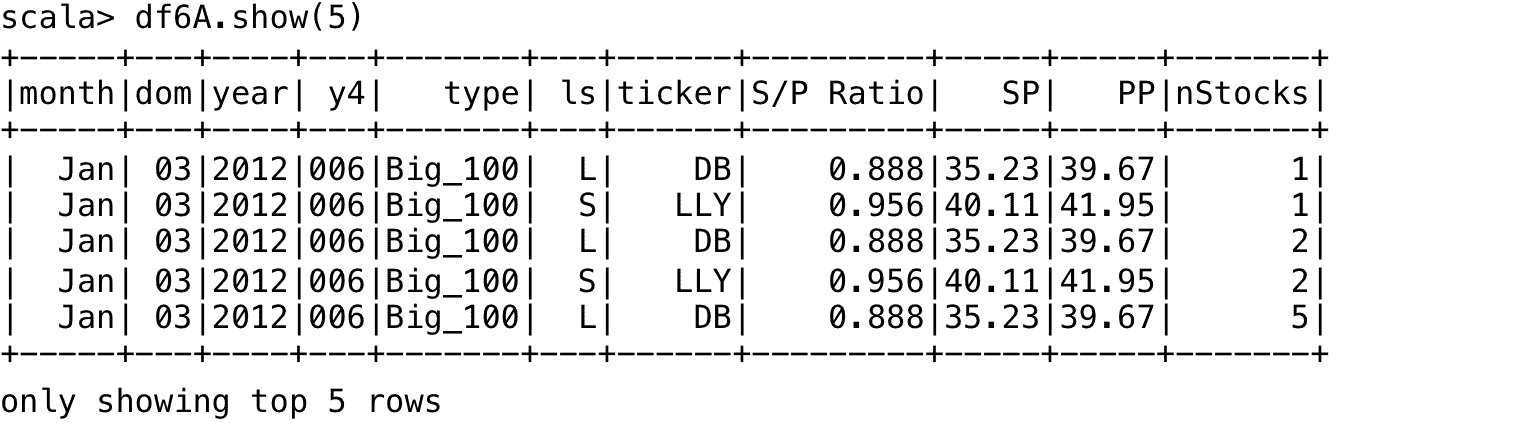 scala> df6A.show(5)
+-----+---+----+---+-------+---+------+---------+-----+-----+-------+
|month|dom|year| y4|   type| ls|ticker|S/P Ratio|   SP|   PP|nStocks|
+-----+---+----+---+-------+---+------+---------+-----+-----+-------+
|  Jan| 03|2012|006|Big_100|  L|    DB|    0.888|35.23|39.67|      1|
|  Jan| 03|2012|006|Big_100|  S|   LLY|    0.956|40.11|41.95|      1|
|  Jan| 03|2012|006|Big_100|  L|    DB|    0.888|35.23|39.67|      2|
|  Jan| 03|2012|006|Big_100|  S|   LLY|    0.956|40.11|41.95|      2|
|  Jan| 03|2012|006|Big_100|  L|    DB|    0.888|35.23|39.67|      5|
+-----+---+----+---+-------+---+------+---------+-----+-----+-------+
only showing top 5 rows